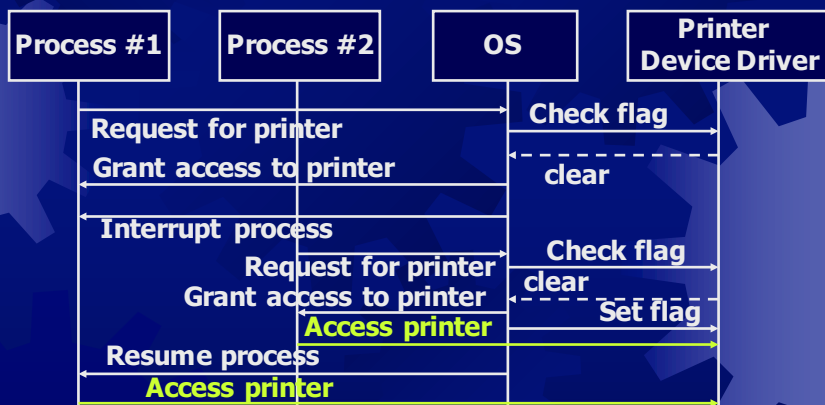 Process #1
Process #2
OS
Printer
Device Driver
Request for printer
Check flag
Grant access to printer
clear
Interrupt process
Request for printer
Check flag
clear
Grant access to printer
Set flag
Access printer
Resume process
Access printer